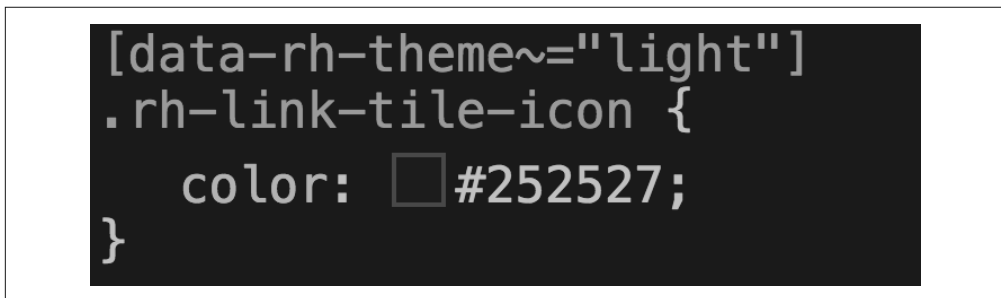 [data-rh-theme~="light"]
.rh-link-tile-icon {
color: #252527;
}